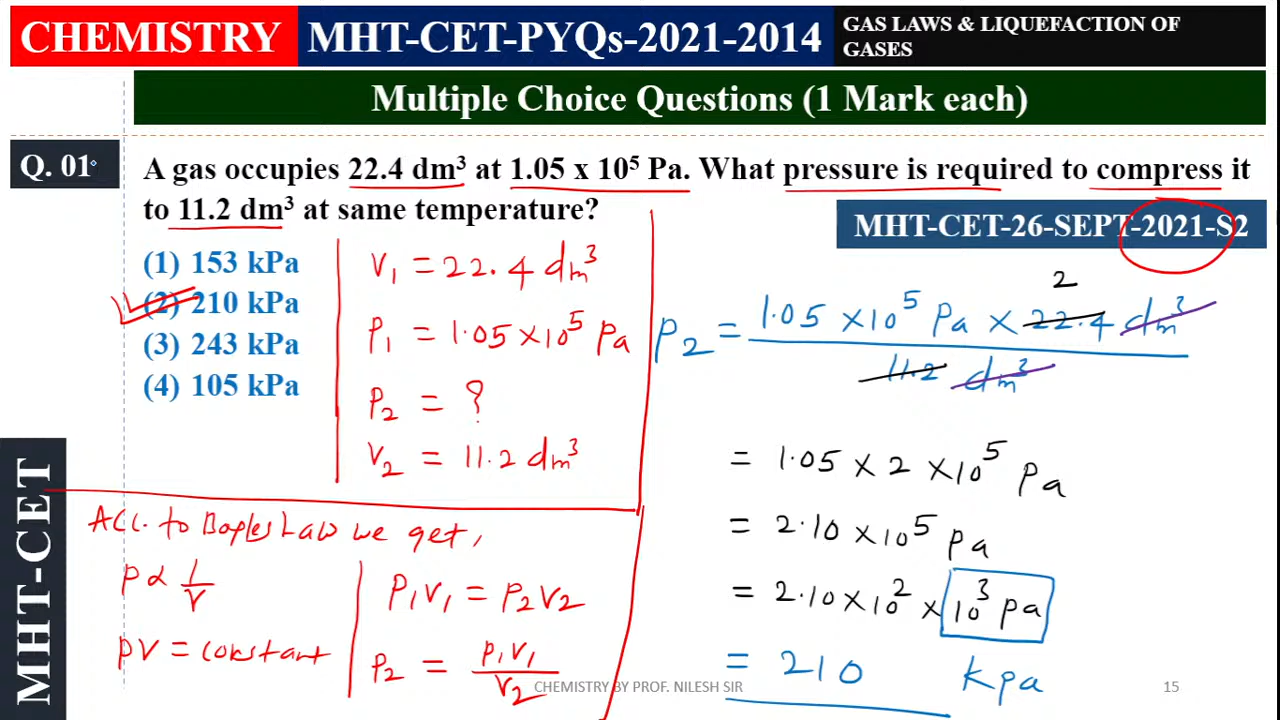 CHEMISTRY MHT-CET-PYQs-2021-2014 GAS LAWS & LIQUEFACTION OF
GASES
Multiple Choice Questions (1 Mark each)
Q. 01
A gas occupies 22.4 dm³ at 1.05 x 10⁵ Pa. What pressure is required to compress it
to 11.2 dm³ at same temperature?
MHT-CET-26-SEPT-2021-S2
(1) 153 kPa
(2) 210 kPa
(3) 243 kPa
(4) 105 kPa
V₁ = 22.4 dm³
P₁ = 1.05 × 10⁵ Pa
P₂ = ?
V₂ = 11.2 dm³
Acc. to Boyles Law we get,
P ∝ 1/V
PV = constant
P₁V₁ = P₂V₂
P₂ = P₁V₁/V₂
2
P₂ = 1.05 × 10⁵ Pa × 22.4 dm³
11.2 dm³
= 1.05 × 2 × 10⁵ Pa
= 2.10 × 10⁵ Pa
= 2.10 × 10² × 10³ Pa
= 210 kPa
MHT-CET
CHEMISTRY BY PROF. NILESH SIR
15